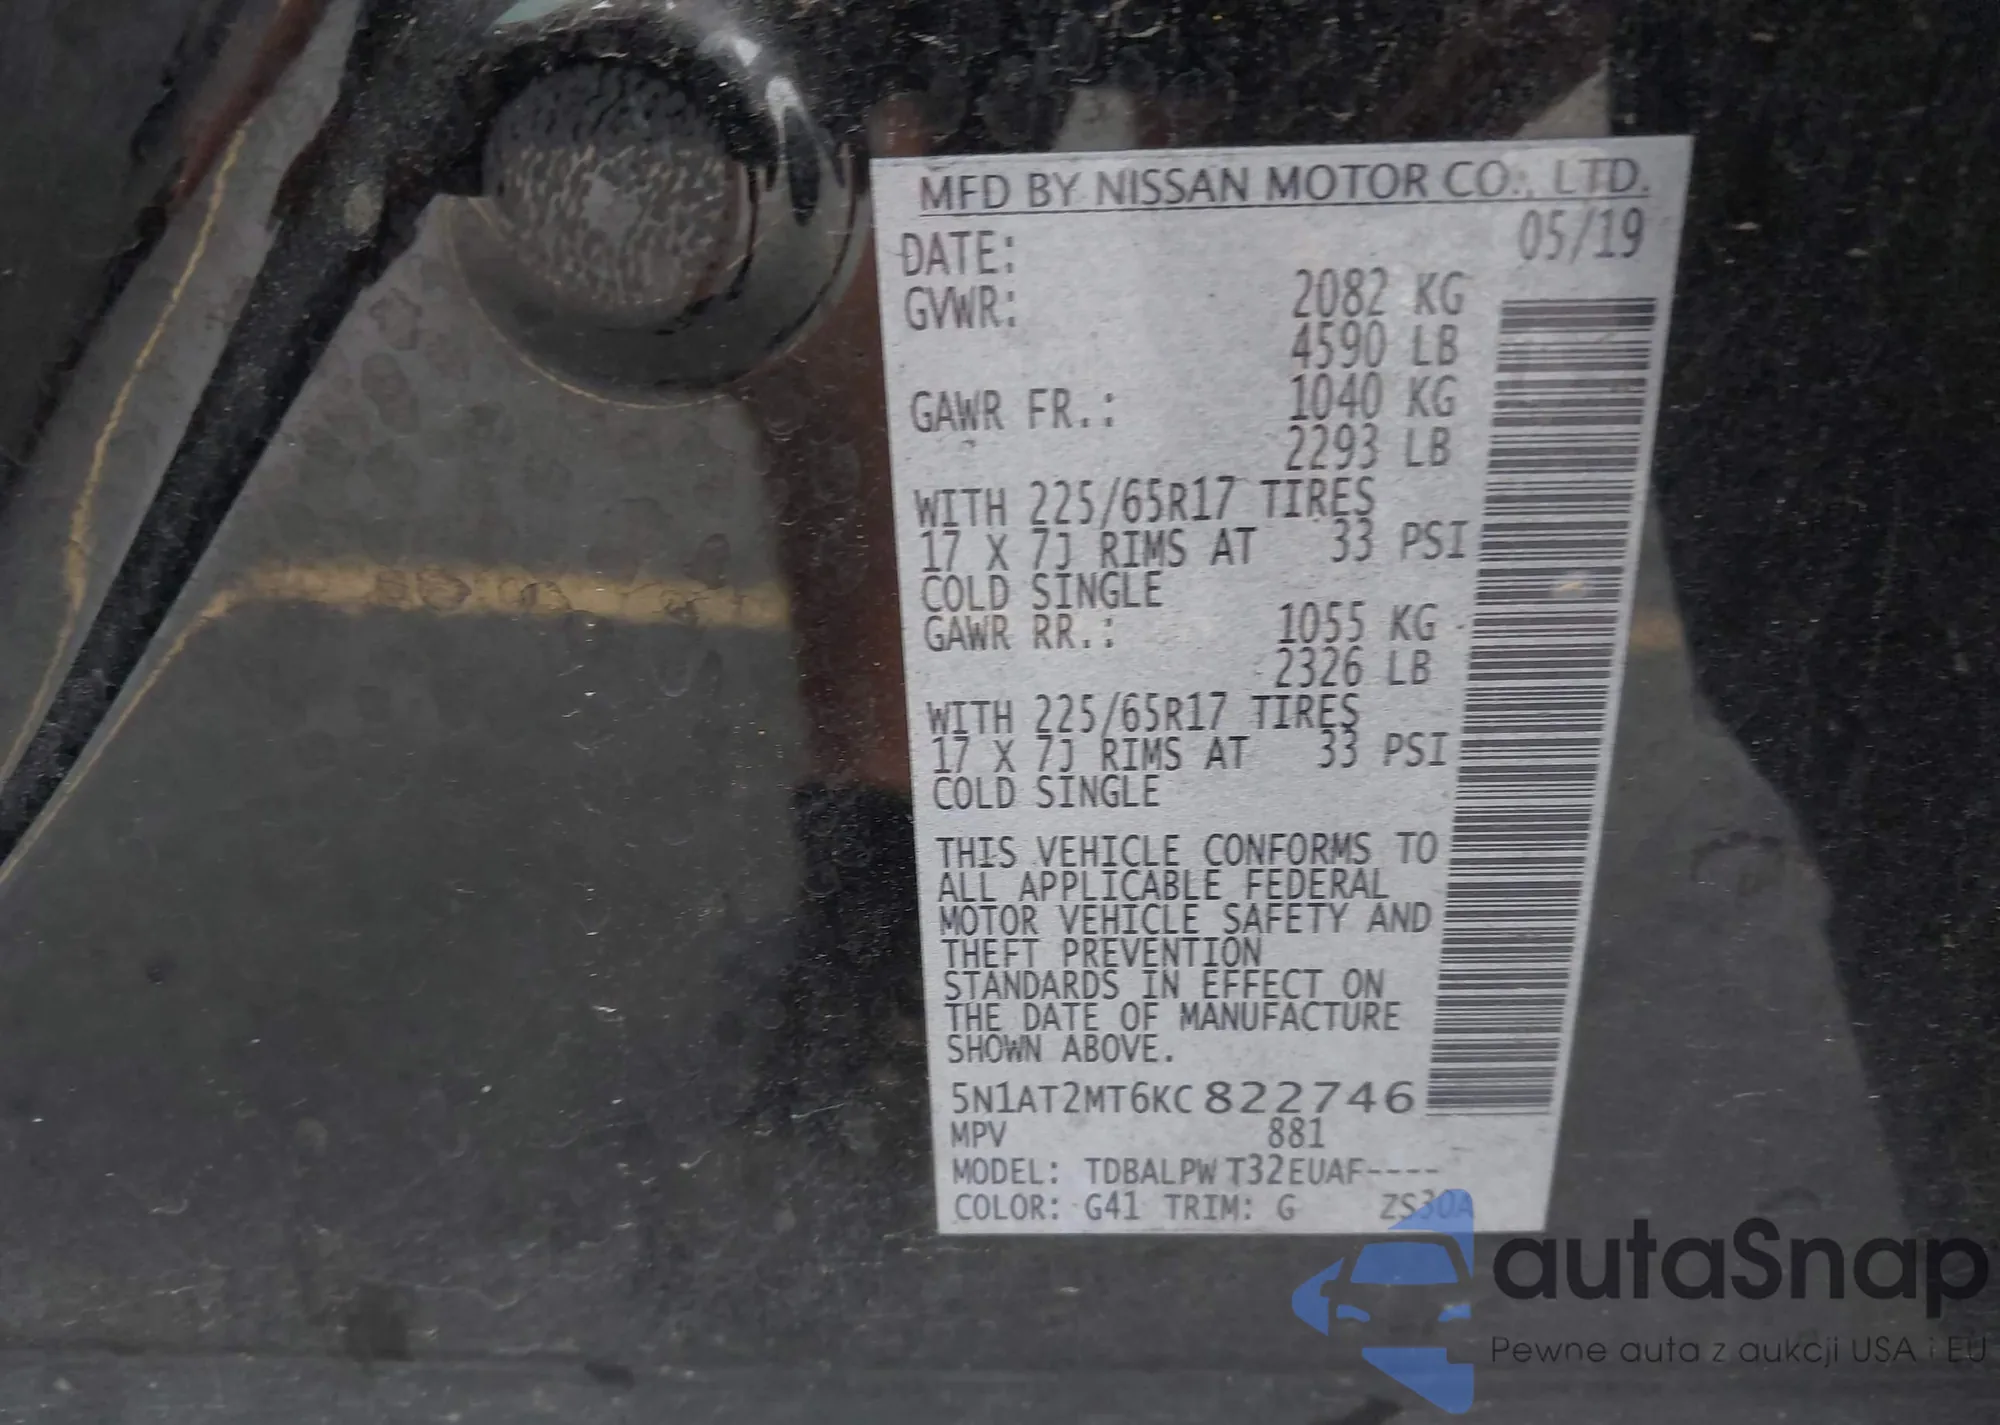 MFD BY NISSAN MOTOR CO., LTD.
DATE: 05/19
GVWR: 2082 KG
4590 LB
GAWR FR.: 1040 KG
2293 LB
WITH 225/65R17 TIRES
17 X 7J RIMS AT 33 PSI
COLD SINGLE
GAWR RR.: 1055 KG
2326 LB
WITH 225/65R17 TIRES
17 X 7J RIMS AT 33 PSI
COLD SINGLE
THIS VEHICLE CONFORMS TO
ALL APPLICABLE FEDERAL
MOTOR VEHICLE SAFETY AND
THEFT PREVENTION
STANDARDS IN EFFECT ON
THE DATE OF MANUFACTURE
SHOWN ABOVE.
5N1AT2MT6KC822746
MPV 881
MODEL: TDBALPW T32EUAF----
COLOR: G41 TRIM: G ZS30A
autaSnap
Pewne auta z aukcji USA i EU